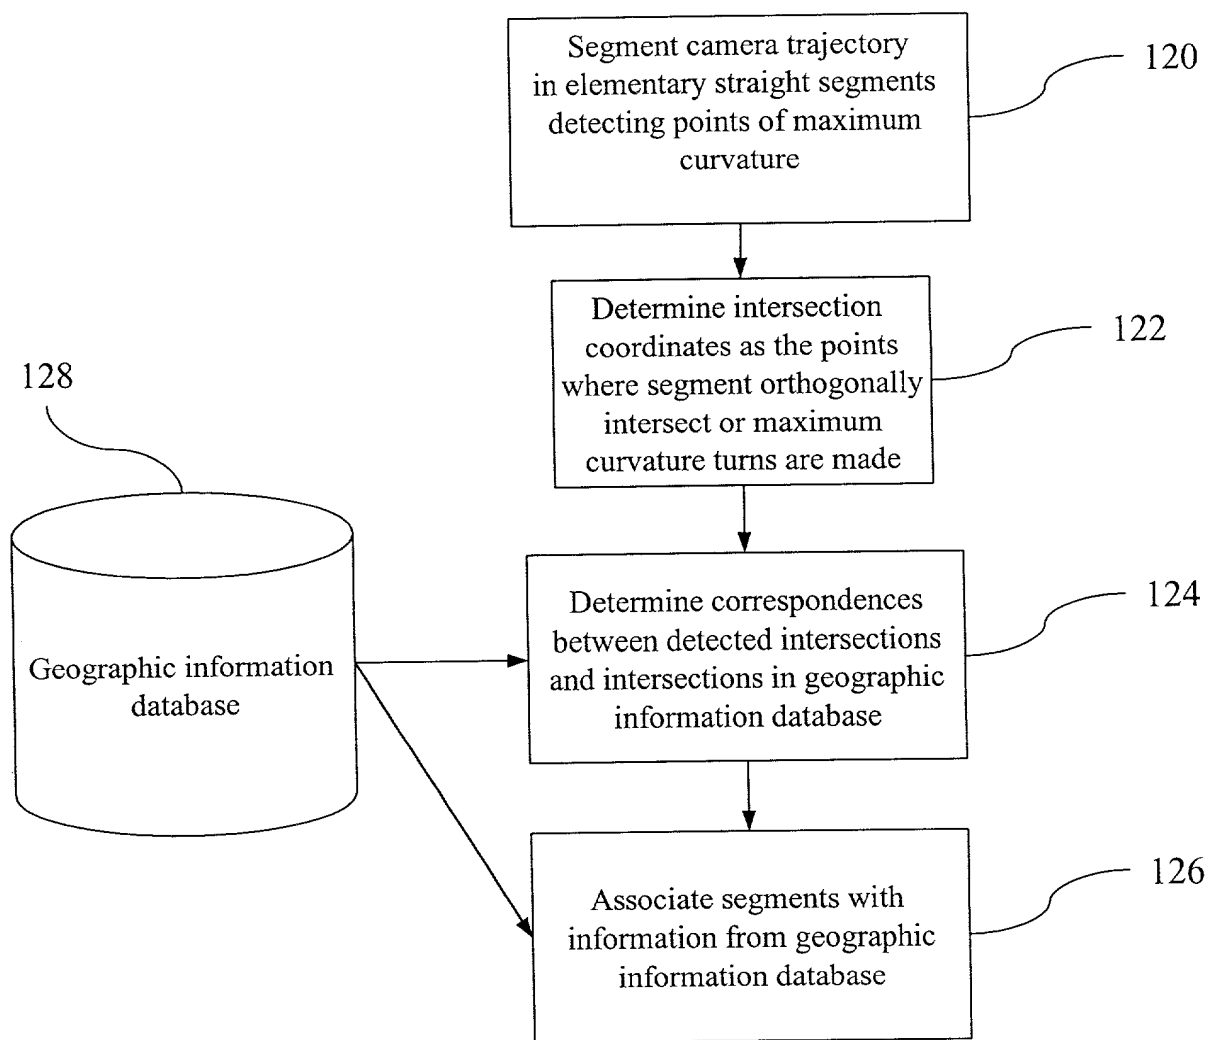 Segment camera trajectory
in elementary straight segments
detecting points of maximum
curvature
120
Determine intersection
coordinates as the points
where segment orthogonally
intersect or maximum
curvature turns are made
122
128
Geographic information
database
Determine correspondences
between detected intersections
and intersections in geographic
information database
124
Associate segments with
information from geographic
information database
126